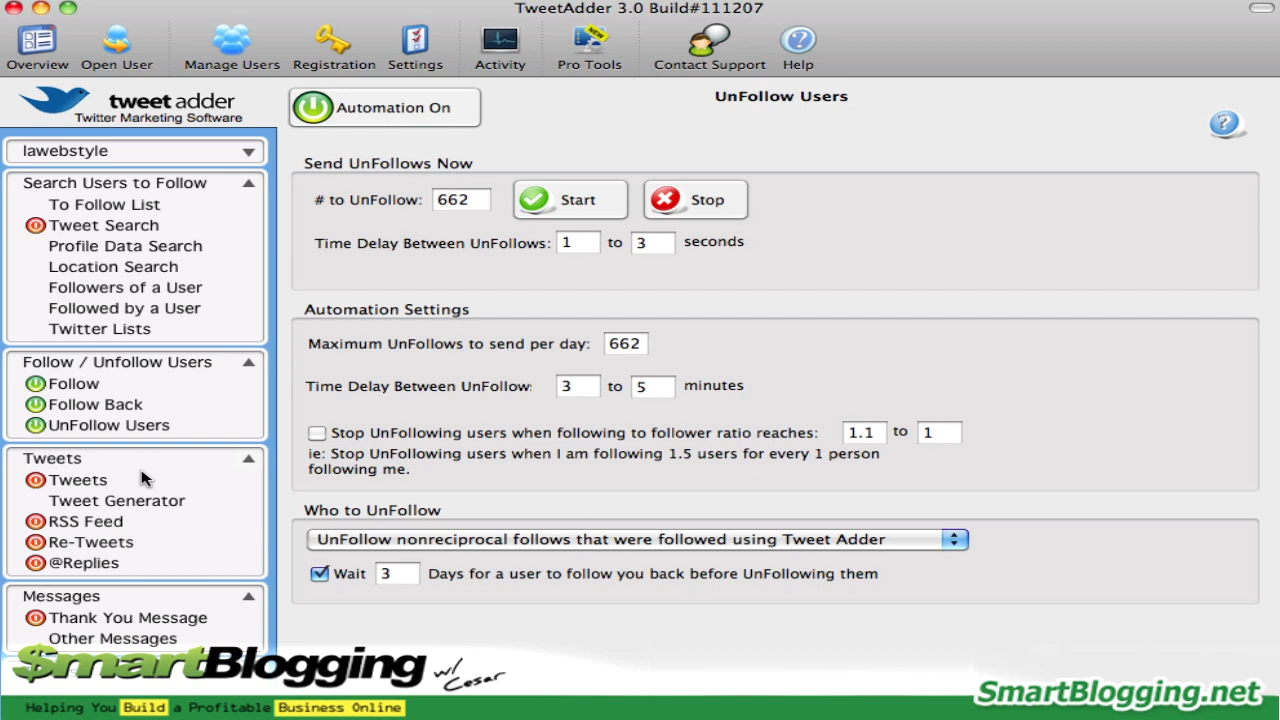 TweetAdder 3.0 Build#111207
Overview Open User Manage Users Registration Settings Activity Pro Tools Contact Support Help
NEW
tweet adder
Twitter Marketing Software
Automation On
UnFollow Users
?
lawebstyle
Search Users to Follow
To Follow List
Tweet Search
Profile Data Search
Location Search
Followers of a User
Followed by a User
Twitter Lists
Follow / Unfollow Users
Follow
Follow Back
UnFollow Users
Tweets
Tweets
Tweet Generator
RSS Feed
Re-Tweets
@Replies
Messages
Thank You Message
Other Messages
Send UnFollows Now
# to UnFollow: 662 Start Stop
Time Delay Between UnFollows: 1 to 3 seconds
Automation Settings
Maximum UnFollows to send per day: 662
Time Delay Between UnFollow: 3 to 5 minutes
Stop UnFollowing users when following to follower ratio reaches: 1.1 to 1
ie: Stop UnFollowing users when I am following 1.5 users for every 1 person
following me.
Who to UnFollow
UnFollow nonreciprocal follows that were followed using Tweet Adder
Wait 3 Days for a user to follow you back before UnFollowing them
$martBlogging w/ Cesar
SmartBlogging.net
Helping You Build a Profitable Business Online